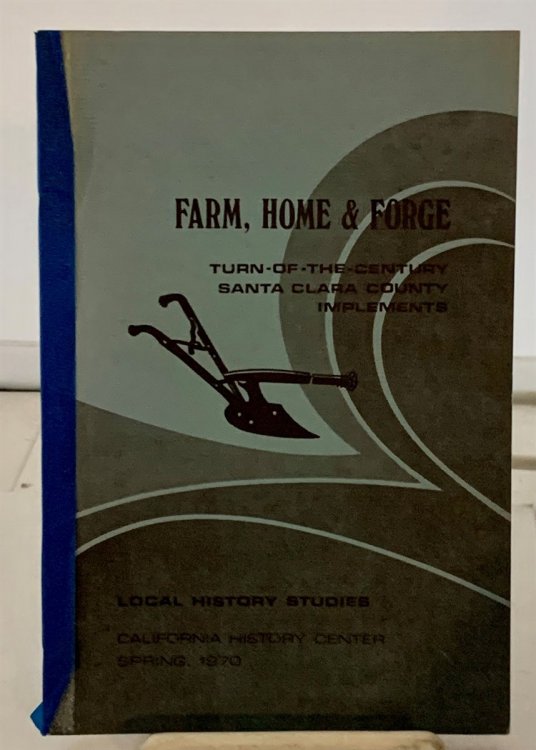 FARM, HOME & FORGE
TURN-OF-THE-CENTURY
SANTA CLARA COUNTY
IMPLEMENTS
LOCAL HISTORY STUDIES
CALIFORNIA HISTORY CENTER
SPRING, 1970